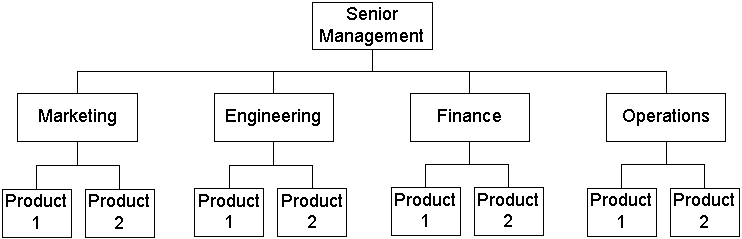 Senior
Management
Marketing
Engineering
Finance
Operations
Product
1
Product
2
Product
1
Product
2
Product
1
Product
2
Product
1
Product
2